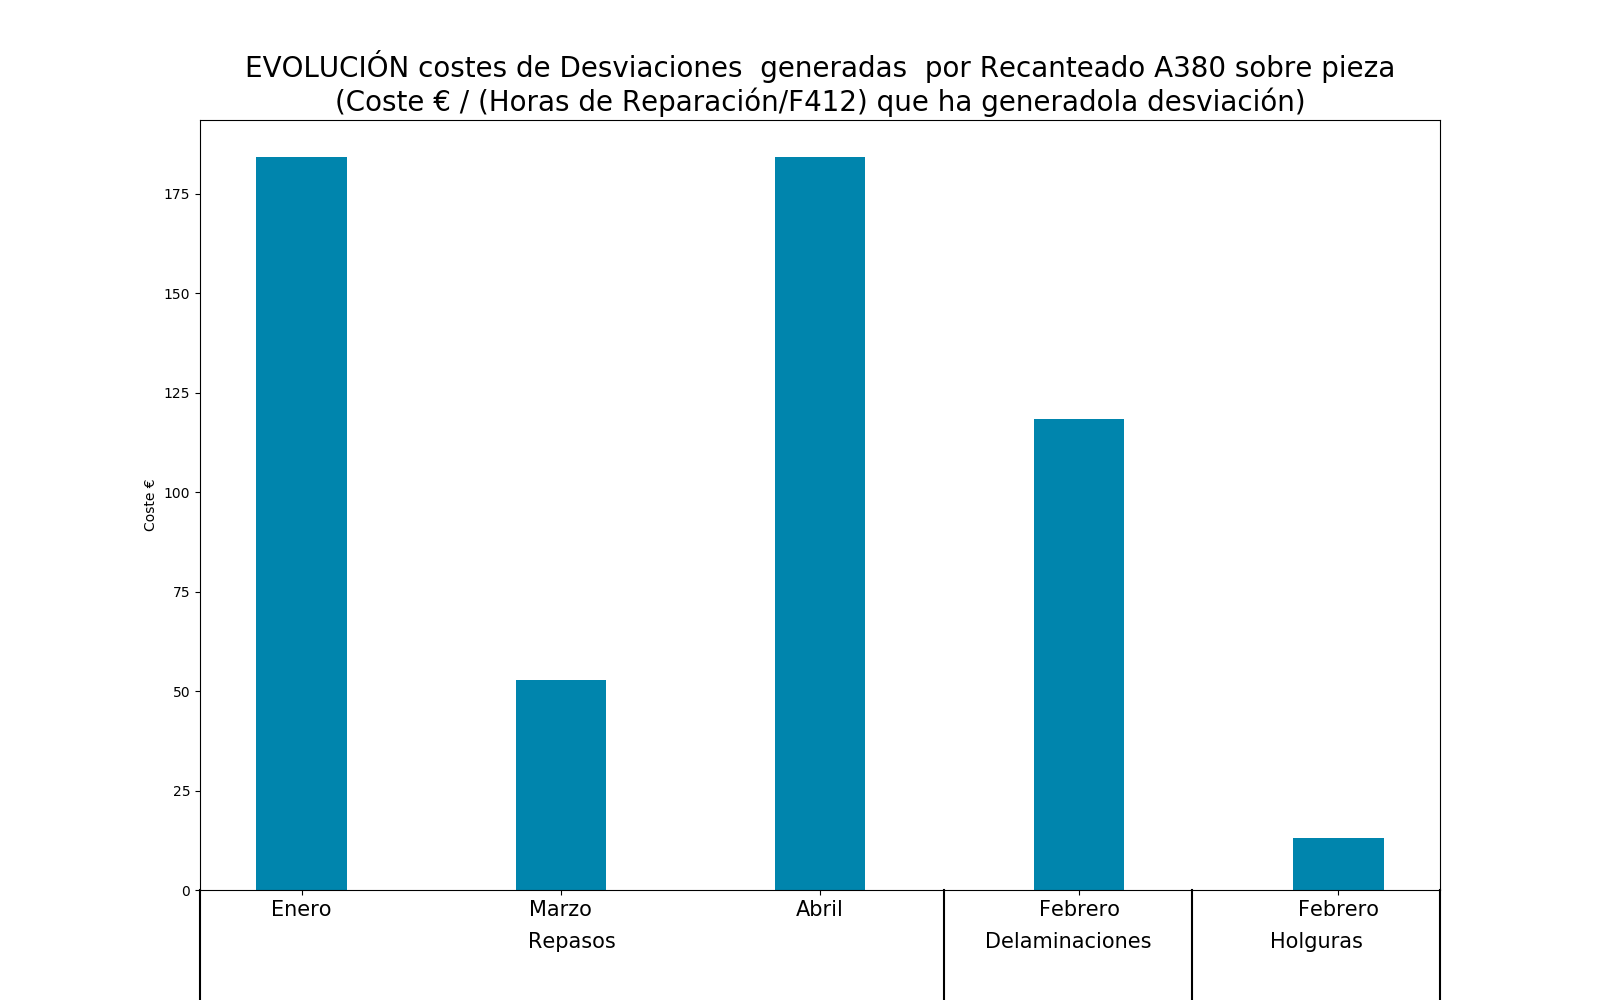 EVOLUCIÓN costes de Desviaciones  generadas  por Recanteado A380 sobre pieza
(Coste € / (Horas de Reparación/F412) que ha generadola desviación)
175
150
125
100
75
50
25
0
Coste €
Enero Marzo Abril Febrero Febrero
Repasos Delaminaciones Holguras